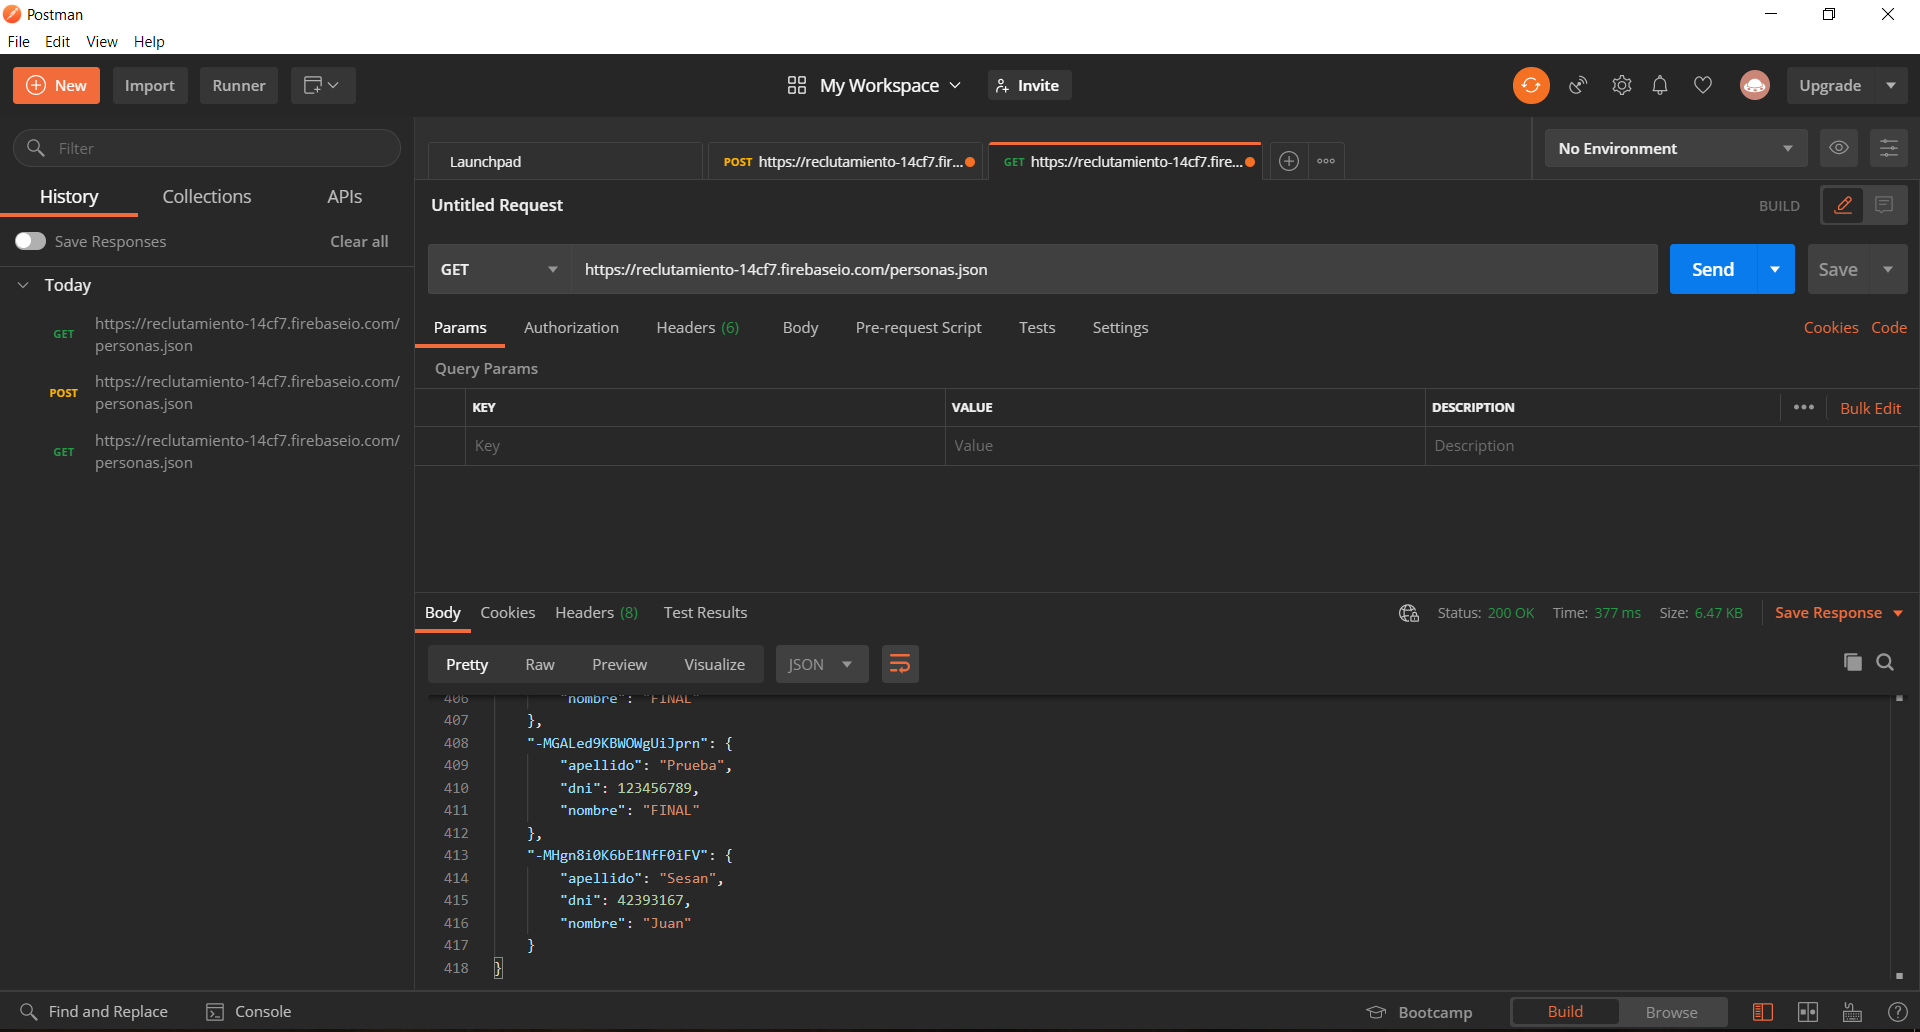 Postman
File Edit View Help
New Import Runner My Workspace Invite Upgrade
Filter
History Collections APIs
Save Responses Clear all
Today
GET https://reclutamiento-14cf7.firebaseio.com/
personas.json
POST https://reclutamiento-14cf7.firebaseio.com/
personas.json
GET https://reclutamiento-14cf7.firebaseio.com/
personas.json
Launchpad POST https://reclutamiento-14cf7.fir... GET https://reclutamiento-14cf7.fire... No Environment
Untitled Request BUILD
GET https://reclutamiento-14cf7.firebaseio.com/personas.json Send Save
Params Authorization Headers (6) Body Pre-request Script Tests Settings Cookies Code
Query Params
KEY VALUE DESCRIPTION Bulk Edit
Key Value Description
Body Cookies Headers (8) Test Results Status: 200 OK Time: 377 ms Size: 6.47 KB Save Response
Pretty Raw Preview Visualize JSON
406 "nombre": "FINAL"
407 },
408 "-MGALed9KBWOWgUiJprn": {
409 "apellido": "Prueba",
410 "dni": 123456789,
411 "nombre": "FINAL"
412 },
413 "-MHgn8i0K6bE1NfF0iFV": {
414 "apellido": "Sesan",
415 "dni": 42393167,
416 "nombre": "Juan"
417 }
418 }
Find and Replace Console Bootcamp Build Browse